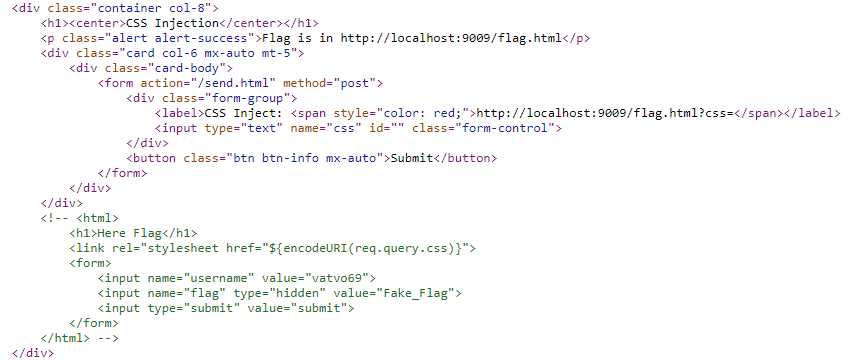 <div class="container col-8">
<h1><center>CSS Injection</center></h1>
<p class="alert alert-success">Flag is in http://localhost:9009/flag.html</p>
<div class="card col-6 mx-auto mt-5">
<div class="card-body">
<form action="/send.html" method="post">
<div class="form-group">
<label>CSS Inject: <span style="color: red;">http://localhost:9009/flag.html?css=</span></label>
<input type="text" name="css" id="" class="form-control">
</div>
<button class="btn btn-info mx-auto">Submit</button>
</form>
</div>
</div>
<!-- <html>
<h1>Here Flag</h1>
<link rel="stylesheet href="${encodeURI(req.query.css)}">
<form>
<input name="username" value="vatvo69">
<input name="flag" type="hidden" value="Fake_Flag">
<input type="submit" value="submit">
</form>
</html> -->
</div>